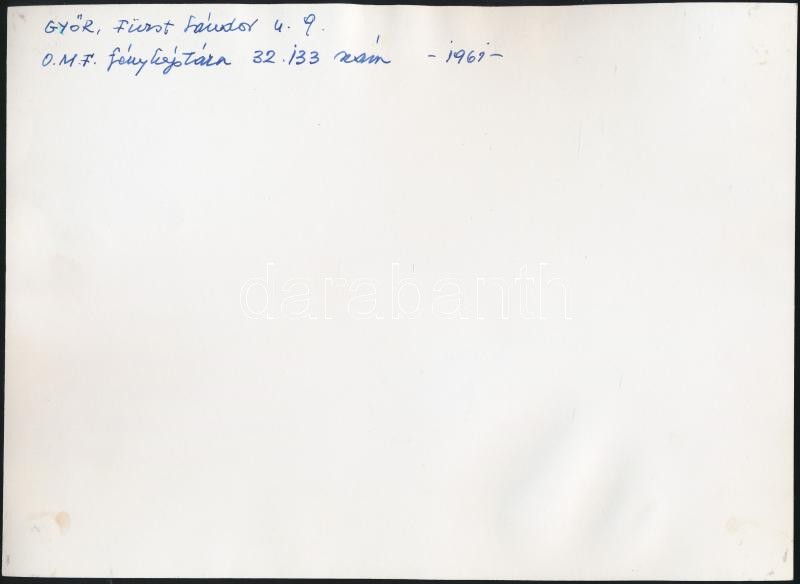 GYŐR, Fürst Sándor u. 9.
O.M.F. fényképtára 32.133 szám - 1961 -
darabanth